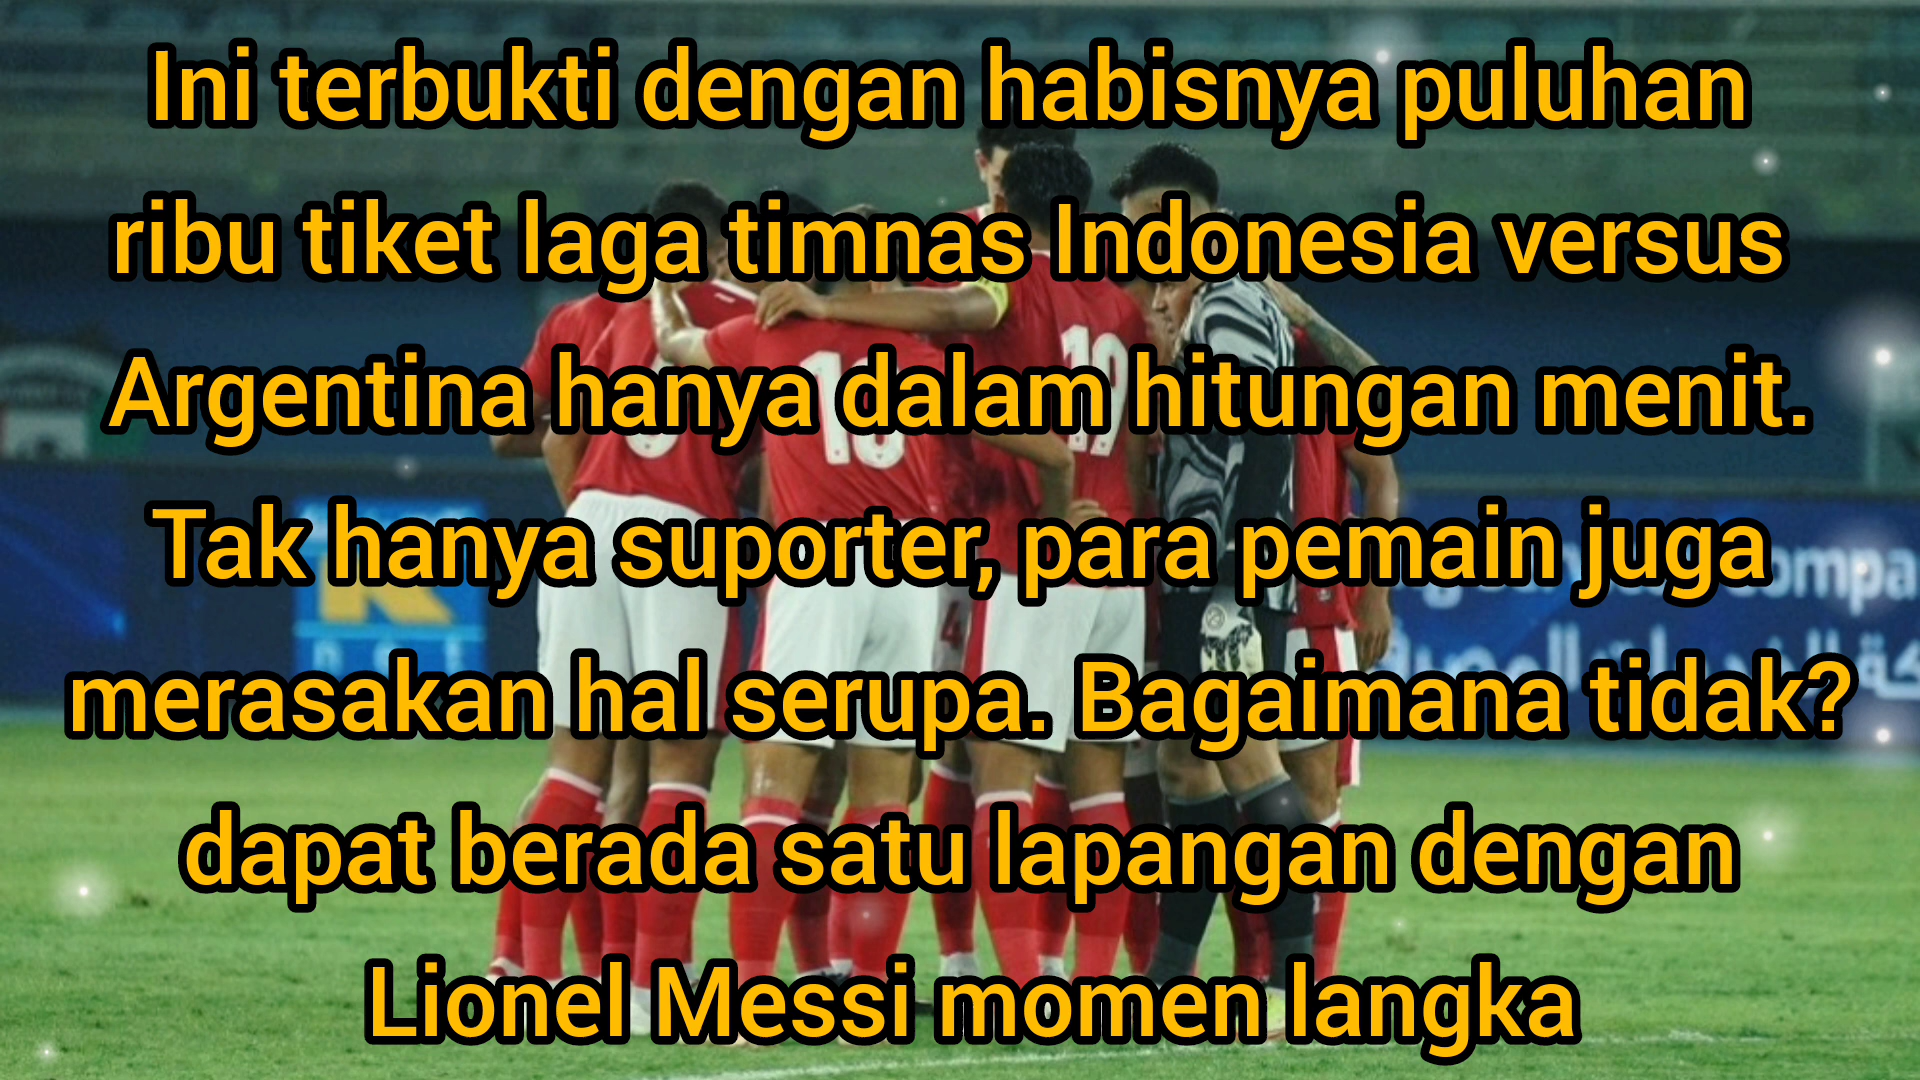 Ini terbukti dengan habisnya puluhan
ribu tiket laga timnas Indonesia versus
Argentina hanya dalam hitungan menit.
Tak hanya suporter, para pemain juga
merasakan hal serupa. Bagaimana tidak?
dapat berada satu lapangan dengan
Lionel Messi momen langka
19